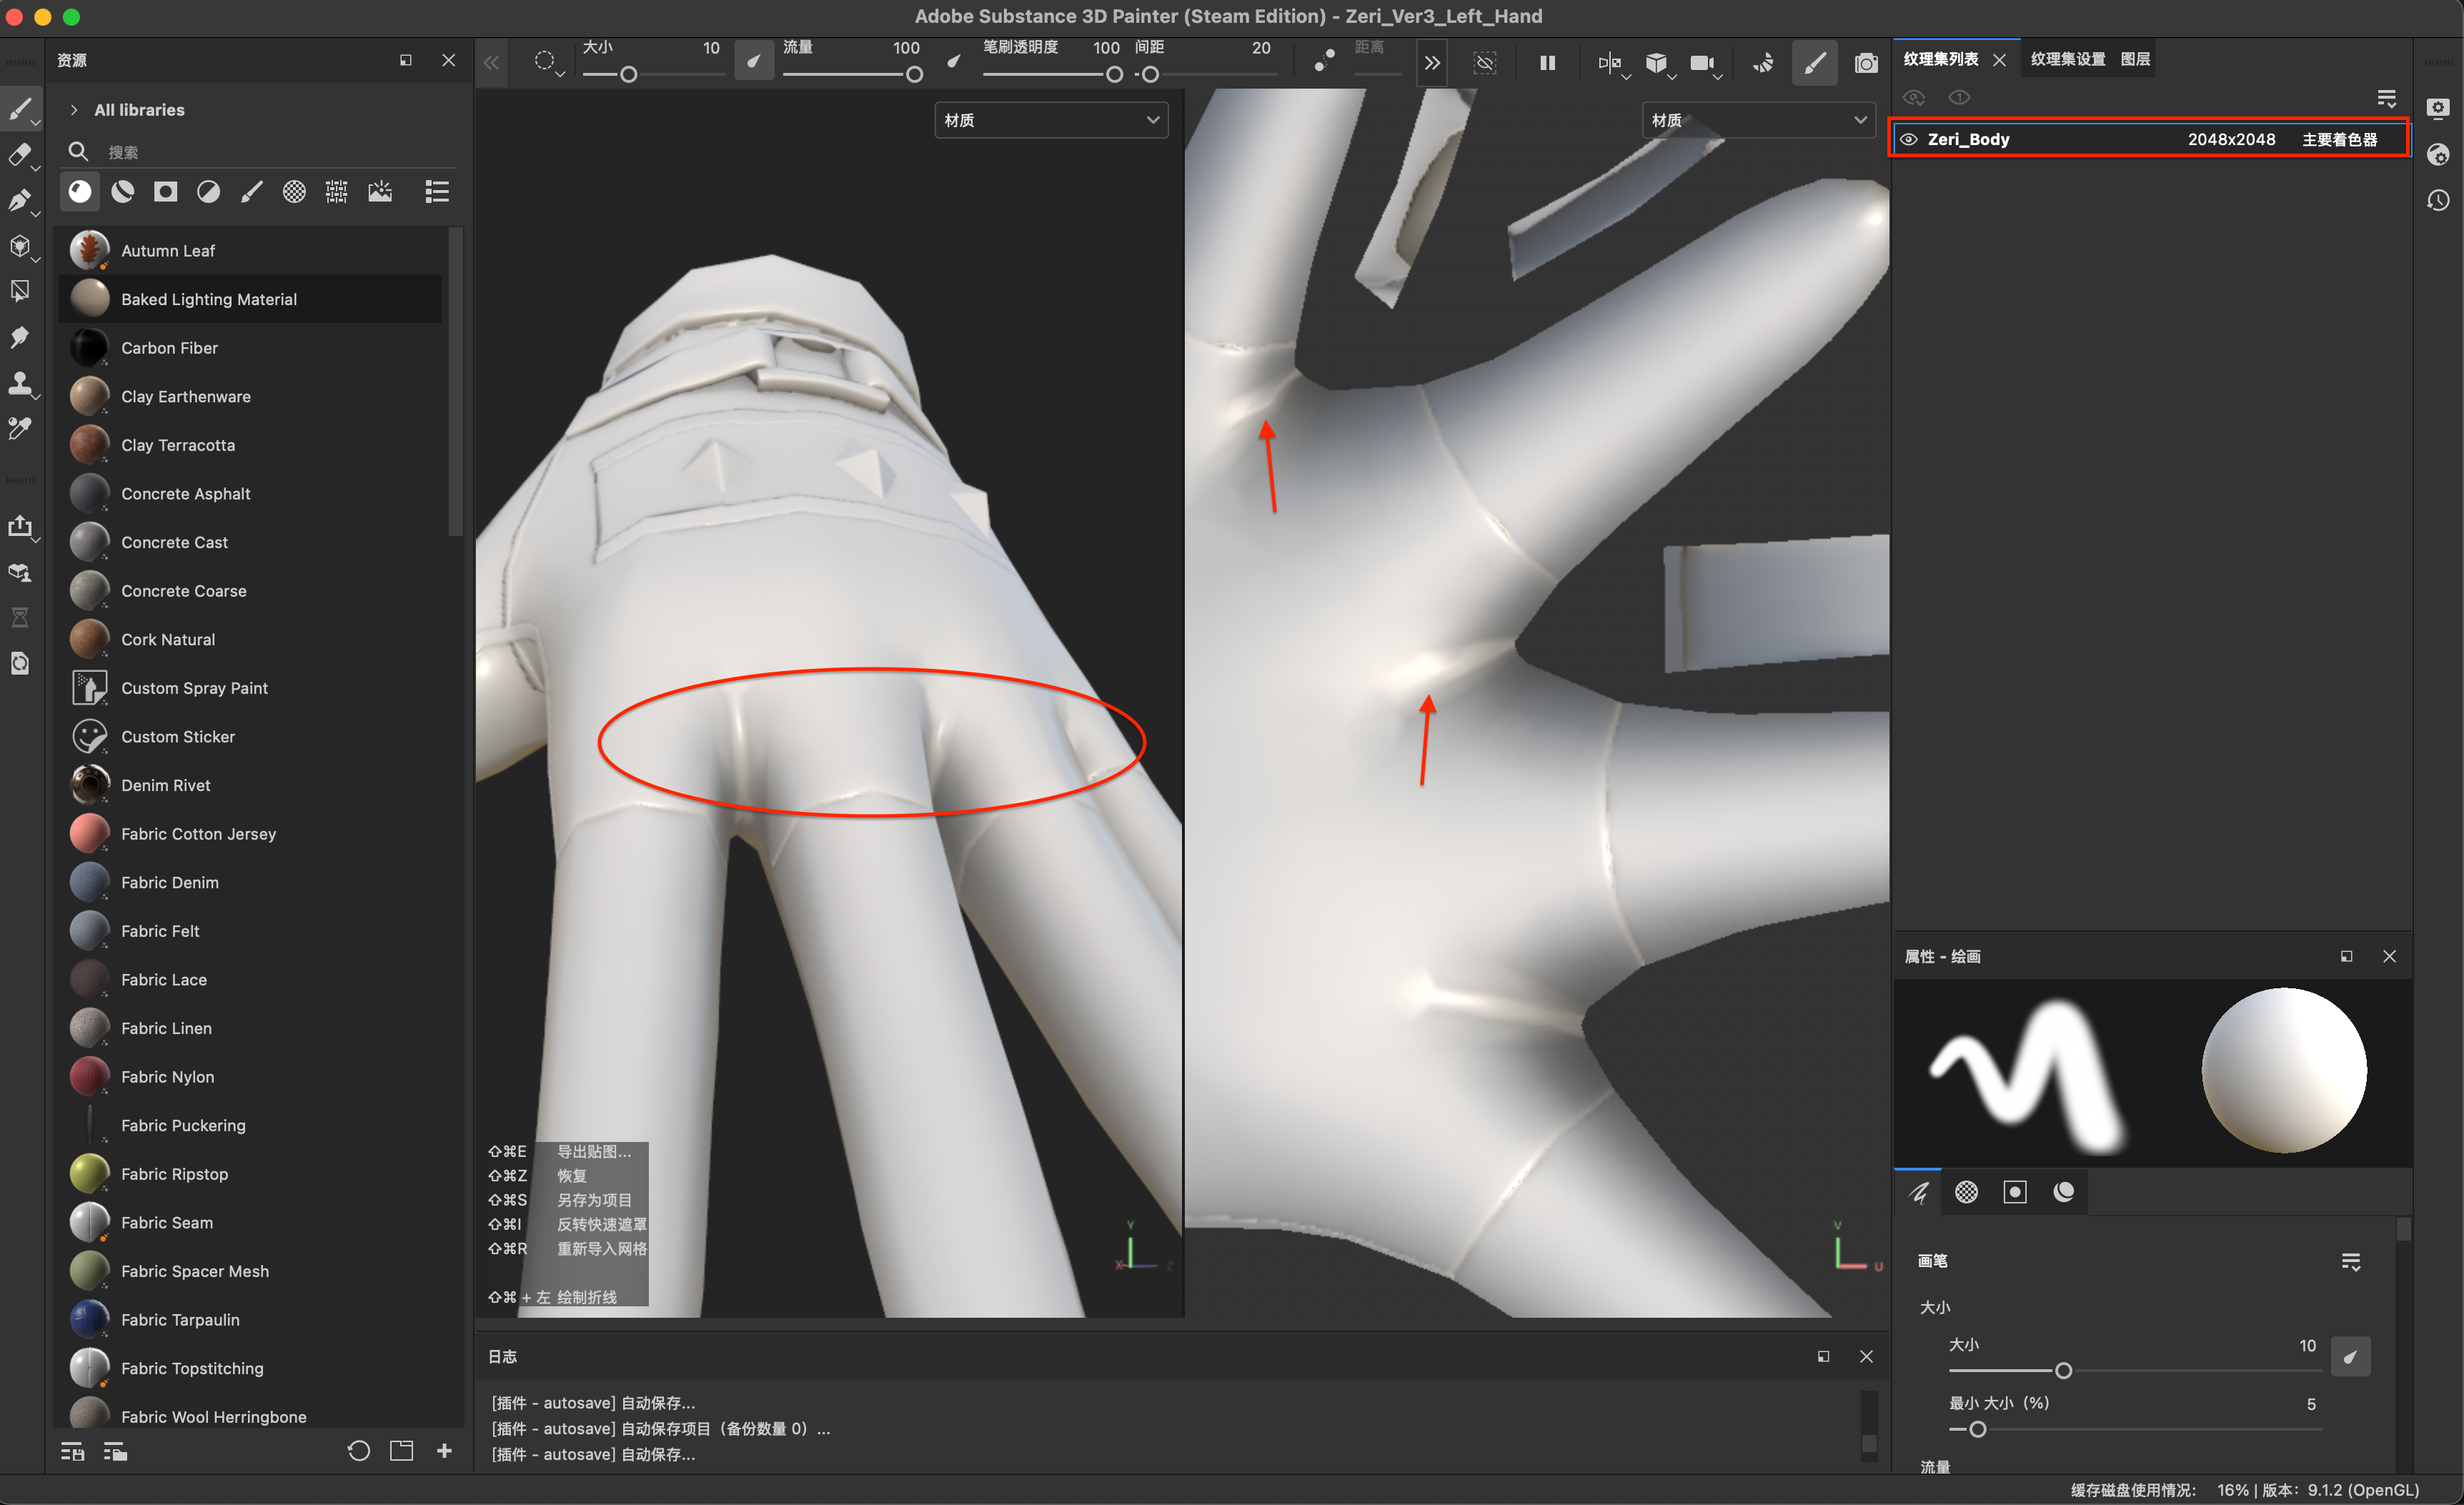 Adobe Substance 3D Painter (Steam Edition) - Zeri_Ver3_Left_Hand
资源
All libraries
搜索
Autumn Leaf
Baked Lighting Material
Carbon Fiber
Clay Earthenware
Clay Terracotta
Concrete Asphalt
Concrete Cast
Concrete Coarse
Cork Natural
Custom Spray Paint
Custom Sticker
Denim Rivet
Fabric Cotton Jersey
Fabric Denim
Fabric Felt
Fabric Lace
Fabric Linen
Fabric Nylon
Fabric Puckering
Fabric Ripstop
Fabric Seam
Fabric Spacer Mesh
Fabric Tarpaulin
Fabric Topstitching
Fabric Wool Herringbone
大小 10 流量 100 笔刷透明度 100 间距 20 距离
材质
材质
⇧⌘E 导出贴图...
⇧⌘Z 恢复
⇧⌘S 另存为项目
⇧⌘I 反转快速遮罩
⇧⌘R 重新导入网格
⇧⌘ + 左 绘制折线
Y
X Z
V
U
日志
[插件 - autosave] 自动保存...
[插件 - autosave] 自动保存项目（备份数量 0）...
[插件 - autosave] 自动保存...
纹理集列表 纹理集设置 图层
Zeri_Body 2048x2048 主要着色器
属性 - 绘画
画笔
大小
大小 10
最小 大小（%） 5
流量
缓存磁盘使用情况: 16% | 版本: 9.1.2 (OpenGL)